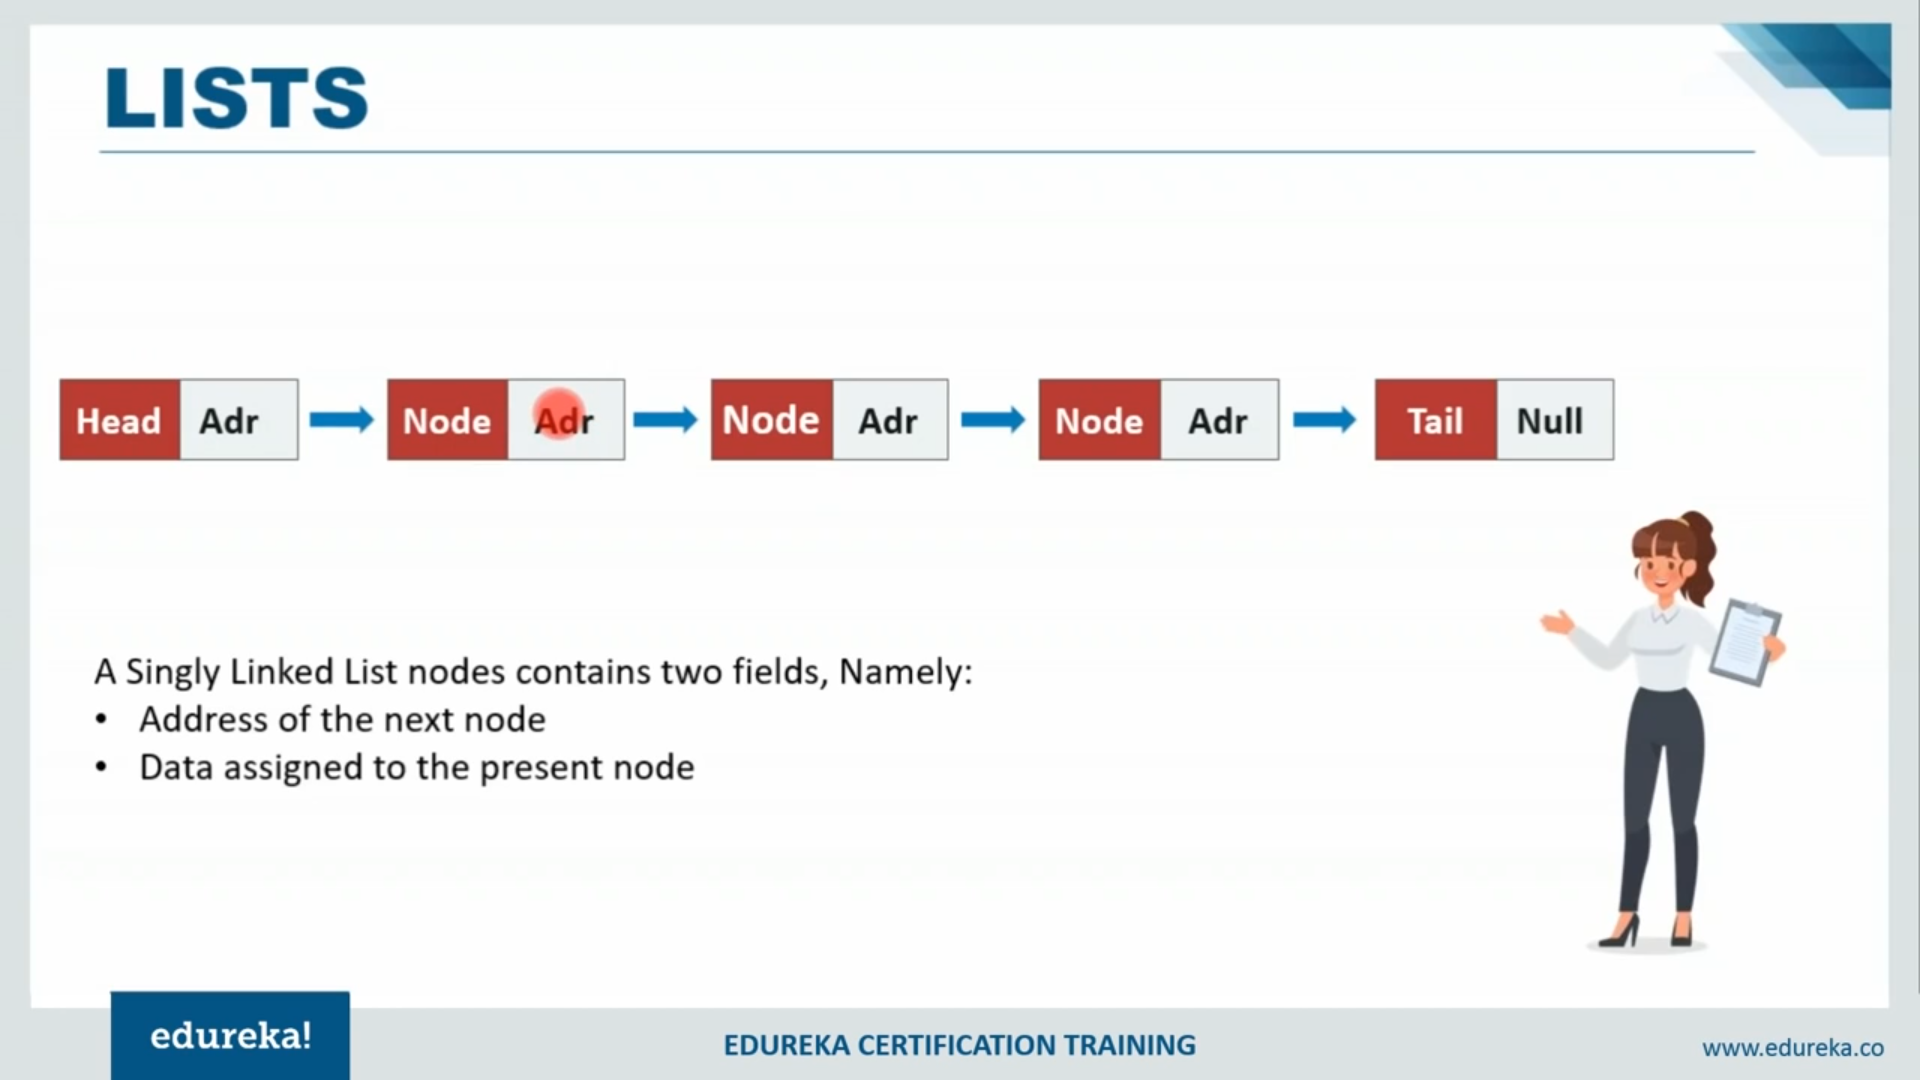 LISTS
Head Adr Node Adr Node Adr Node Adr Tail Null
A Singly Linked List nodes contains two fields, Namely:
• Address of the next node
• Data assigned to the present node
edureka!
EDUREKA CERTIFICATION TRAINING
www.edureka.co